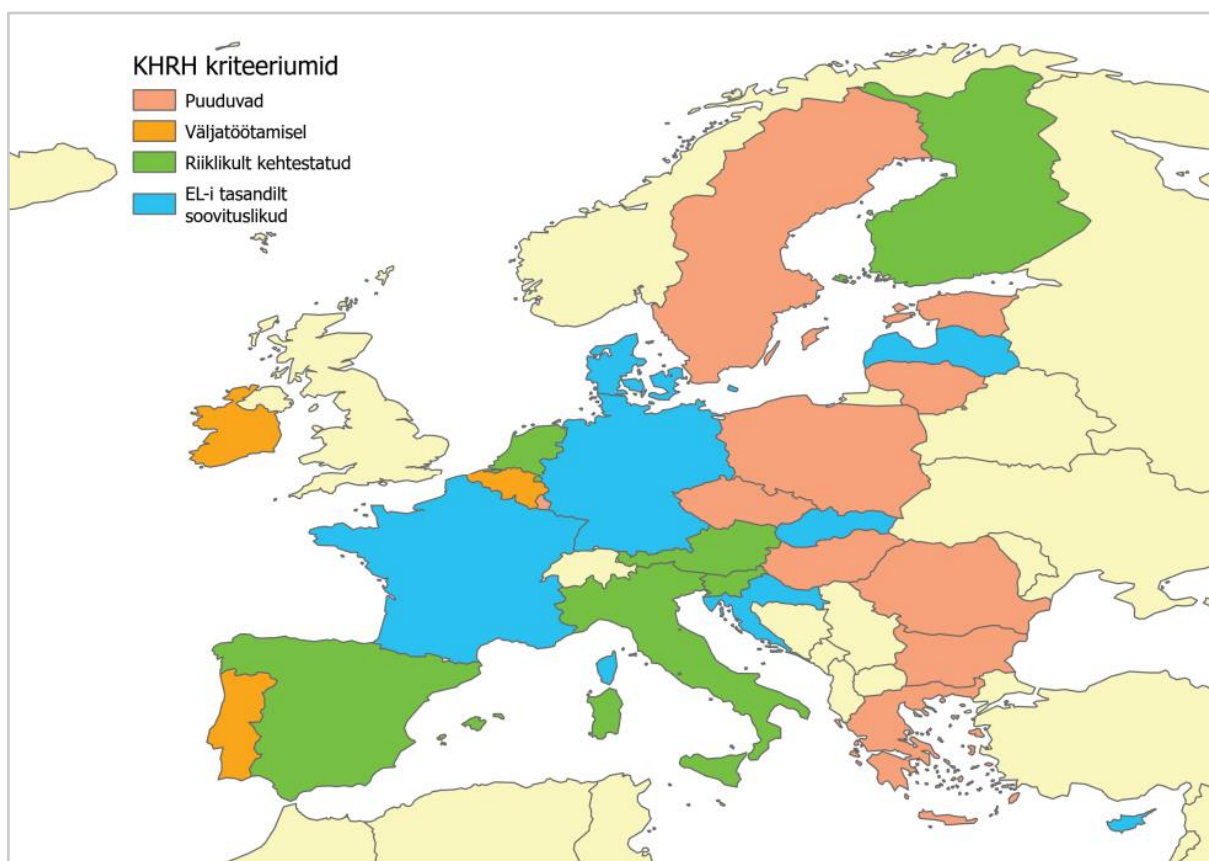 KHRH kriteeriumid
Puuduvad
Väljatöötamisel
Riiklikult kehtestatud
EL-i tasandilt
soovituslikud